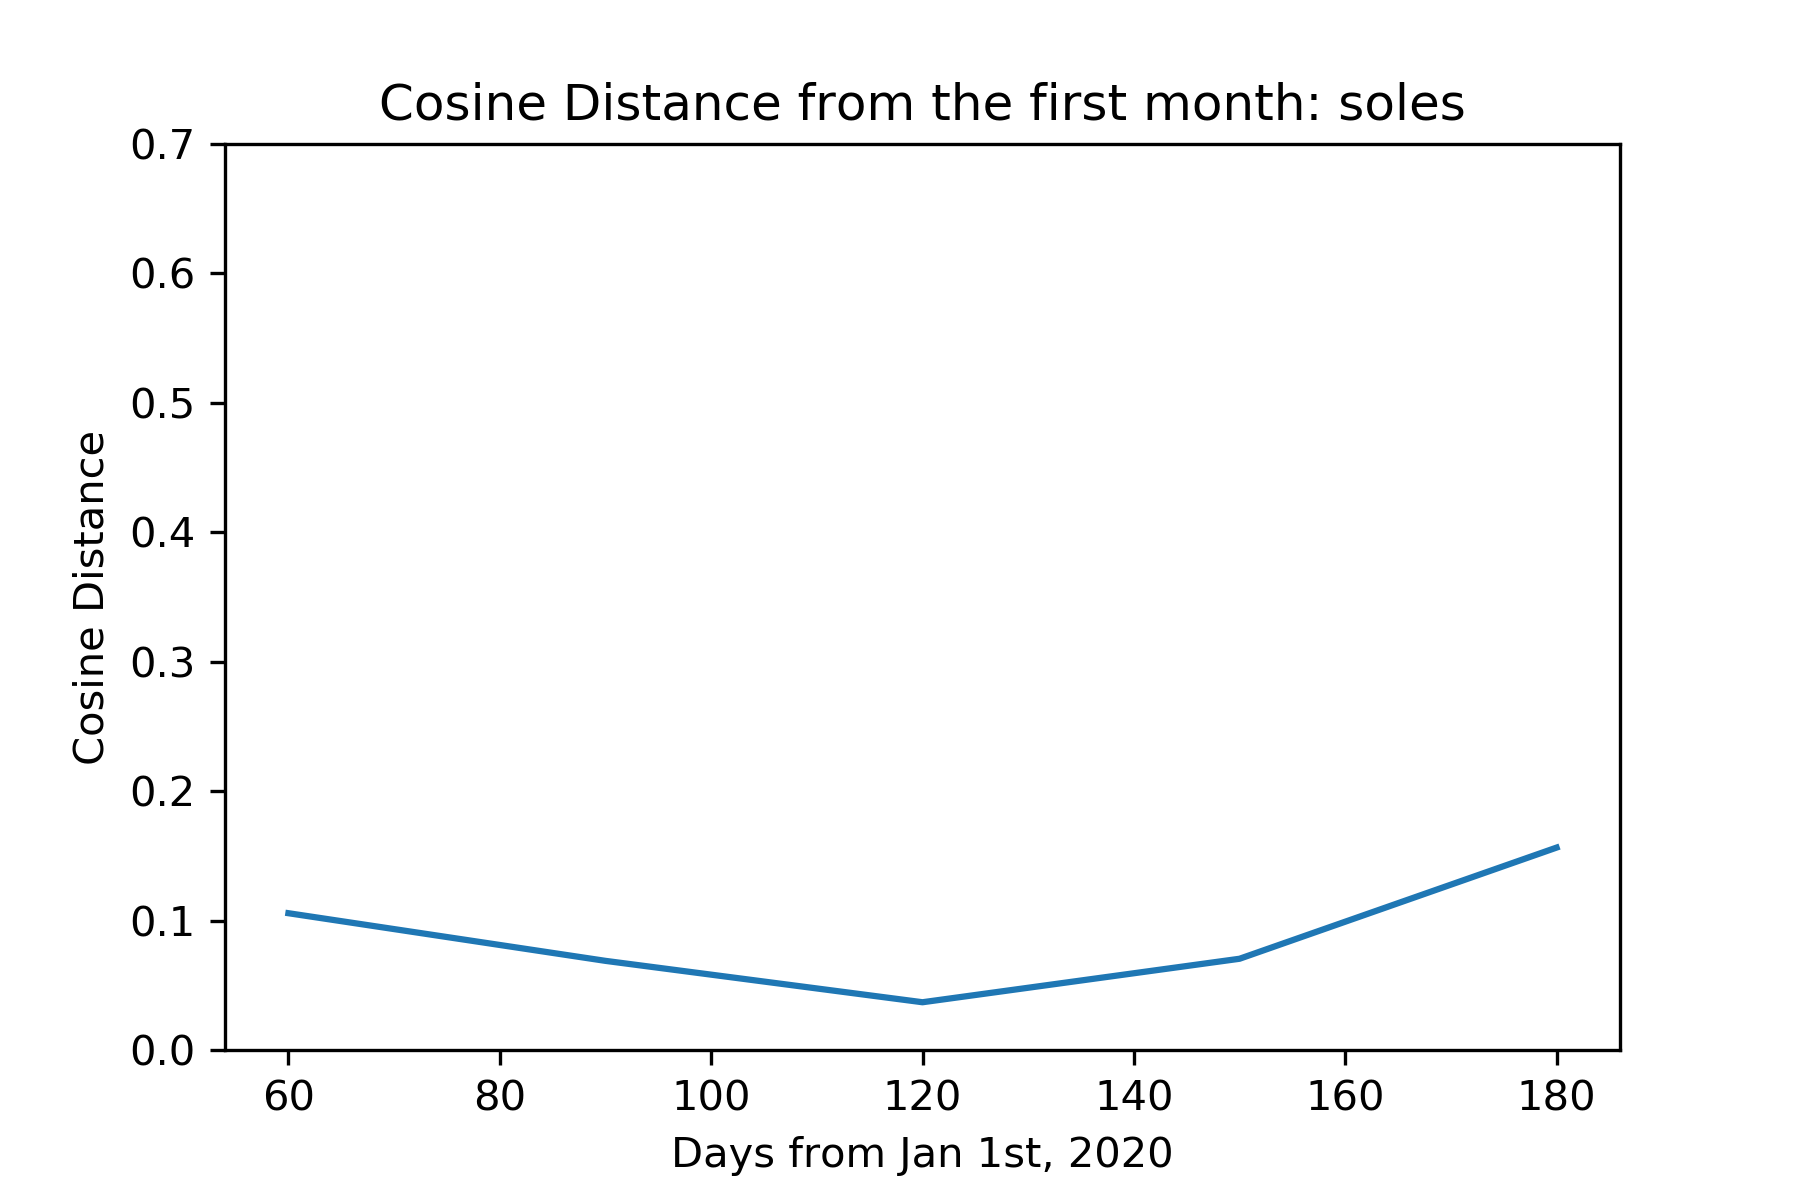 Cosine Distance from the first month: soles
0.7
0.6
0.5
0.4
0.3
0.2
0.1
0.0
Cosine Distance
60 80 100 120 140 160 180
Days from Jan 1st, 2020